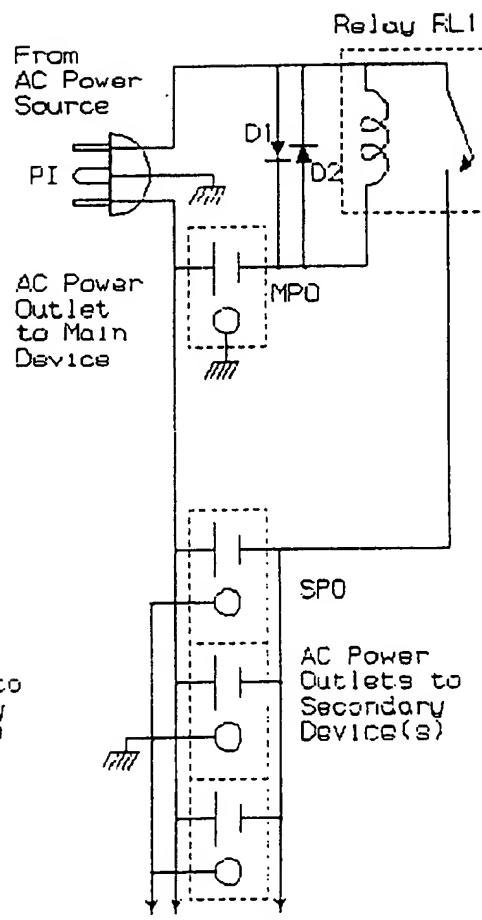 Relay RL1
From
AC Power
Source
D1
D2
PI
MPO
AC Power
Outlet
to Main
Device
SPO
AC Power
Outlets to
Secondary
Device(s)
to
y